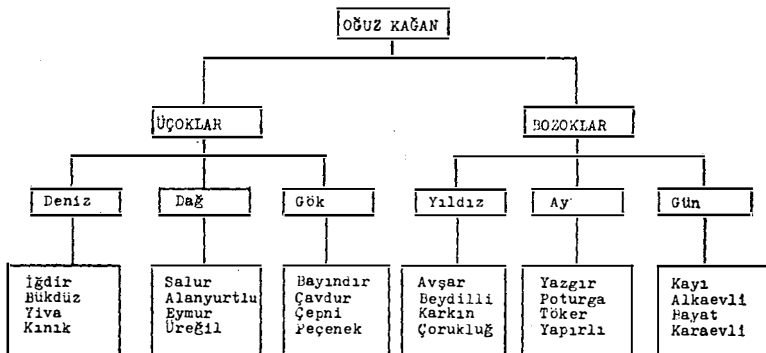 OĞUZ KAĞAN
ÜÇOKLAR
BOZOKLAR
Deniz
Dağ
Gök
Yıldız
Ay
Gün
İğdir
Bükdüz
Yiva
Kınık
Salur
Alanyurtlu
Eymur
Üreğil
Bayındır
Çavdur
Çepni
Peçenek
Avşar
Beydilli
Karkın
Çorukluğ
Yazgır
Poturga
Töker
Yapırlı
Kayı
Alkaevli
Bayat
Karaevli